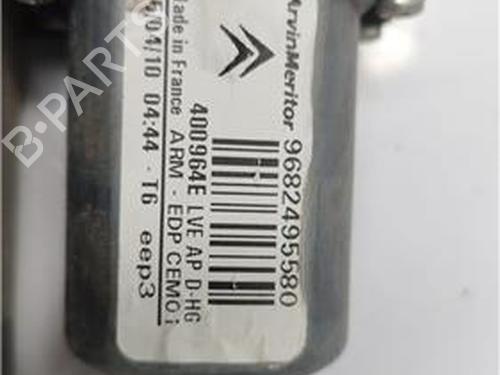 ArvinMeritor 9682495580
400964E LVE AP D-HG
Made in France ARM - EDP CEMO i
/04/10 04:44 - T6 eep3
B-PARTS